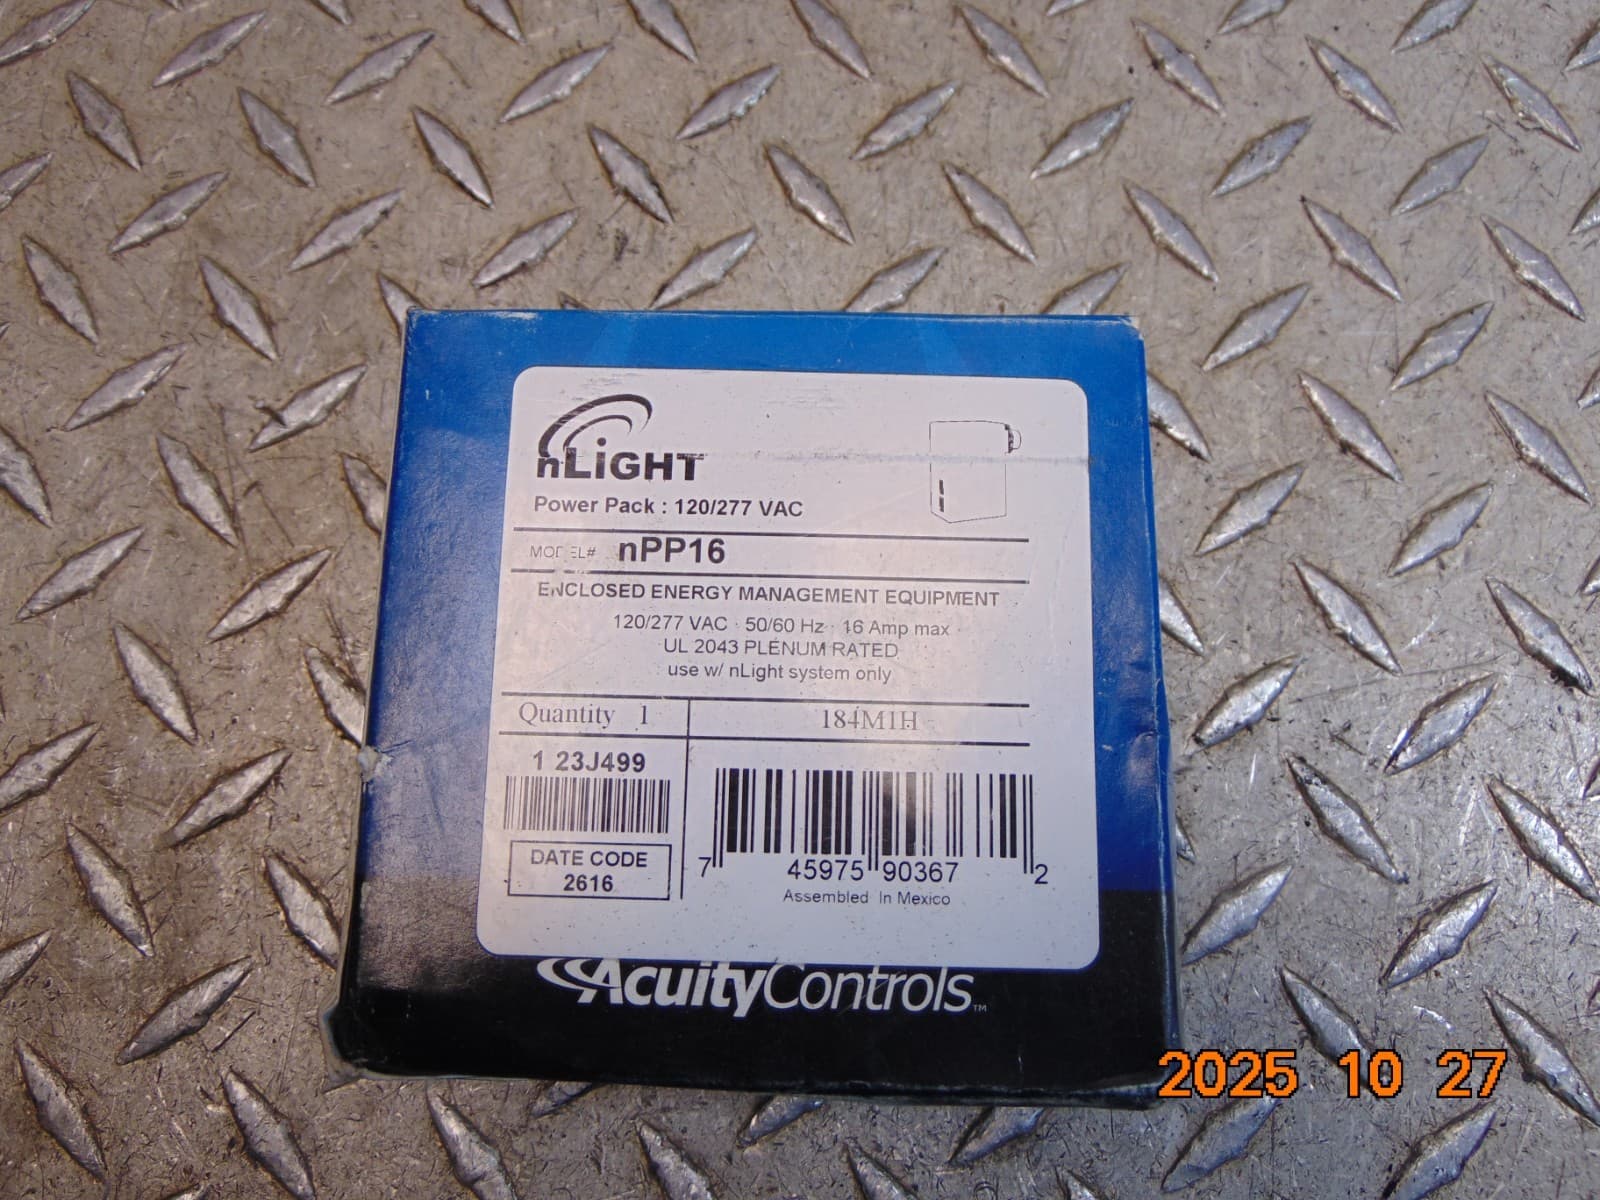 nLiGHT
Power Pack : 120/277 VAC
MODEL# nPP16
ENCLOSED ENERGY MANAGEMENT EQUIPMENT
120/277 VAC · 50/60 Hz · 16 Amp max
UL 2043 PLENUM RATED
use w/ nLight system only
Quantity 1
184M1H
1 23J499
DATE CODE
2616
7 45975 90367 2
Assembled In Mexico
AcuityControls™
2025 10 27